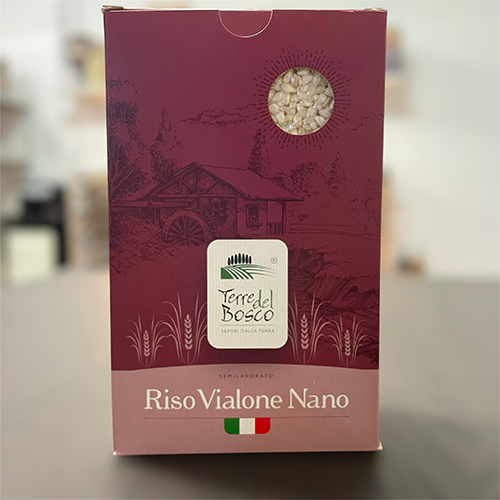 ®
Terre del
BOSCO
SAPORI DALLA TERRA
SEMILAVORATO
Riso Vialone Nano